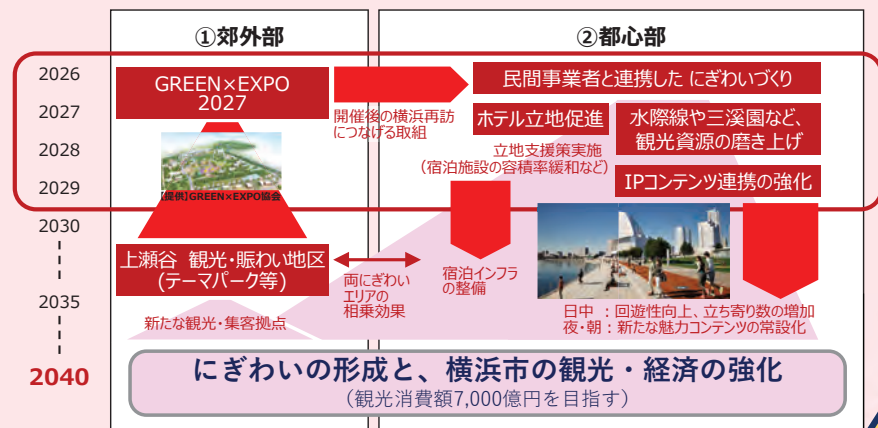 ①郊外部
②都心部
2026
2027
2028
2029
2030
2035
2040
GREEN×EXPO
2027
【提供】GREEN×EXPO協会
開催後の横浜再訪
につなげる取組
上瀬谷 観光・賑わい地区
(テーマパーク等)
新たな観光・集客拠点
両にぎわい
エリアの
相乗効果
民間事業者と連携した にぎわいづくり
ホテル立地促進
水際線や三溪園など、
観光資源の磨き上げ
立地支援策実施
(宿泊施設の容積率緩和など)
IPコンテンツ連携の強化
宿泊インフラ
の整備
日中 ：回遊性向上、立ち寄り数の増加
夜・朝：新たな魅力コンテンツの常設化
にぎわいの形成と、横浜市の観光・経済の強化
(観光消費額7,000億円を目指す)